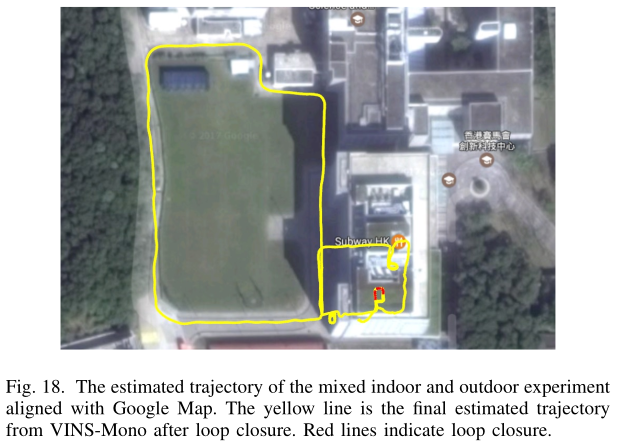 Subway HK
香港賽馬會
創新科技中心
Fig. 18. The estimated trajectory of the mixed indoor and outdoor experiment
aligned with Google Map. The yellow line is the final estimated trajectory
from VINS-Mono after loop closure. Red lines indicate loop closure.